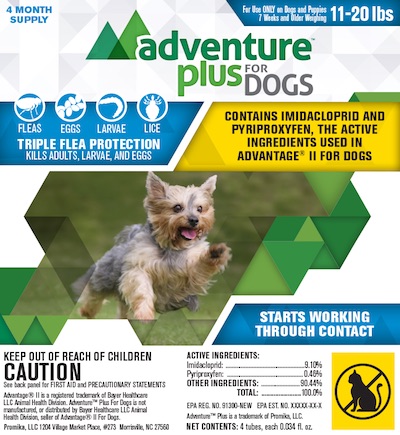 4 MONTH
SUPPLY
For Use ONLY on Dogs and Puppies
7 Weeks and Older Weighing
11-20 lbs
adventure™
plus FOR
DOGS
FLEAS EGGS LARVAE LICE
TRIPLE FLEA PROTECTION
KILLS ADULTS, LARVAE, AND EGGS
CONTAINS IMIDACLOPRID AND
PYRIPROXYFEN, THE ACTIVE
INGREDIENTS USED IN
ADVANTAGE® II FOR DOGS
STARTS WORKING
THROUGH CONTACT
KEEP OUT OF REACH OF CHILDREN
CAUTION
See back panel for FIRST AID and PRECAUTIONARY STATEMENTS
Advantage® II is a registered trademark of Bayer Healthcare
LLC Animal Health Division. Adventure™ Plus For Dogs is not
manufactured, or distributed by Bayer Healthcare LLC Animal
Health Division, seller of Advantage® II For Dogs.
Promika, LLC 1204 Village Market Place, #273 Morrisville, NC 27560
ACTIVE INGREDIENTS:
Imidacloprid: 9.10%
Pyriproxyfen: 0.46%
OTHER INGREDIENTS: 90.44%
TOTAL: 100.0%
EPA REG. NO. 91300-NEW EPA EST. NO. XXXXX-XX-X
Adventure™ Plus is a trademark of Promika, LLC.
NET CONTENTS: 4 tubes, each 0.034 fl. oz.